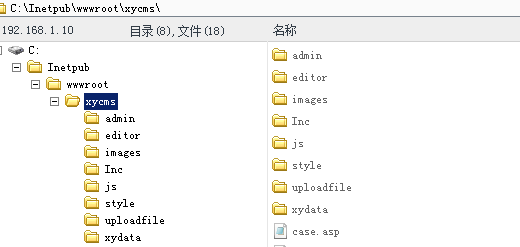 C:\Inetpub\wwwroot\xycms\
192.168.1.10 目录(8),文件(18) 名称
C:
Inetpub
wwwroot
xycms
admin
editor
images
Inc
js
style
uploadfile
xydata
admin
editor
images
Inc
js
style
uploadfile
xydata
case.asp